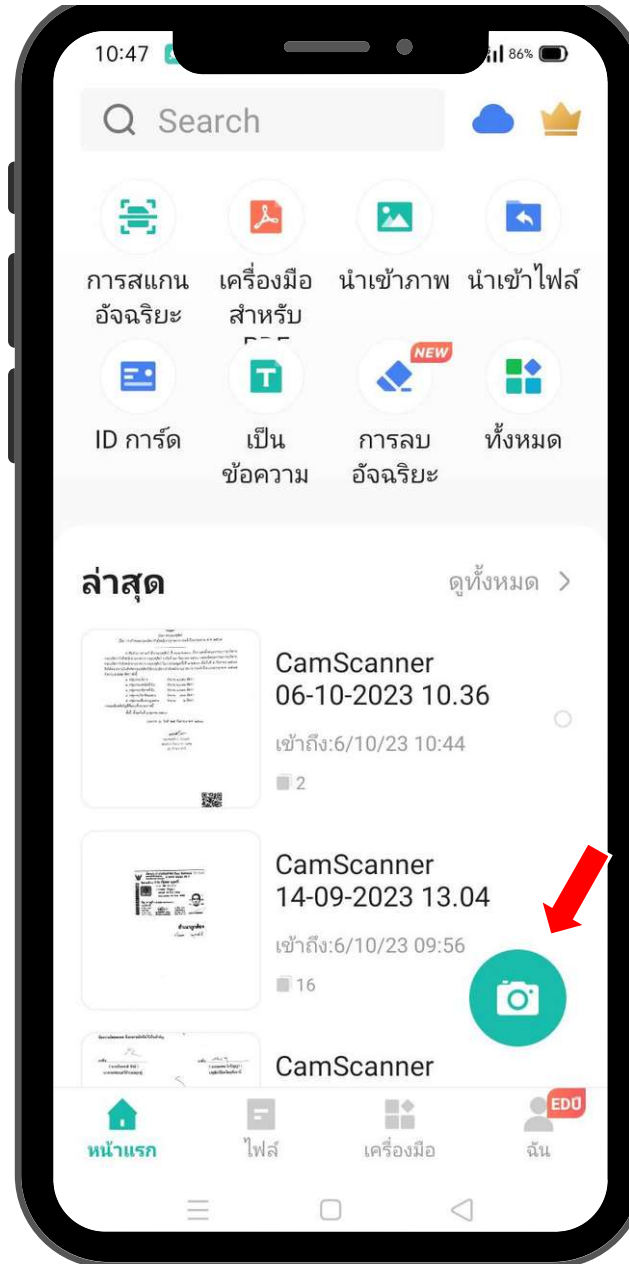 10:47
86%
Search
การสแกน
อัจฉริยะ
เครื่องมือ
สำหรับ
นำเข้าภาพ
นำเข้าไฟล์
NEW
ID การ์ด
เป็น
ข้อความ
การลบ
อัจฉริยะ
ทั้งหมด
ล่าสุด
ดูทั้งหมด >
CamScanner
06-10-2023 10.36
เข้าถึง:6/10/23 10:44
2
CamScanner
14-09-2023 13.04
เข้าถึง:6/10/23 09:56
16
CamScanner
EDU
หน้าแรก
ไฟล์
เครื่องมือ
ฉัน